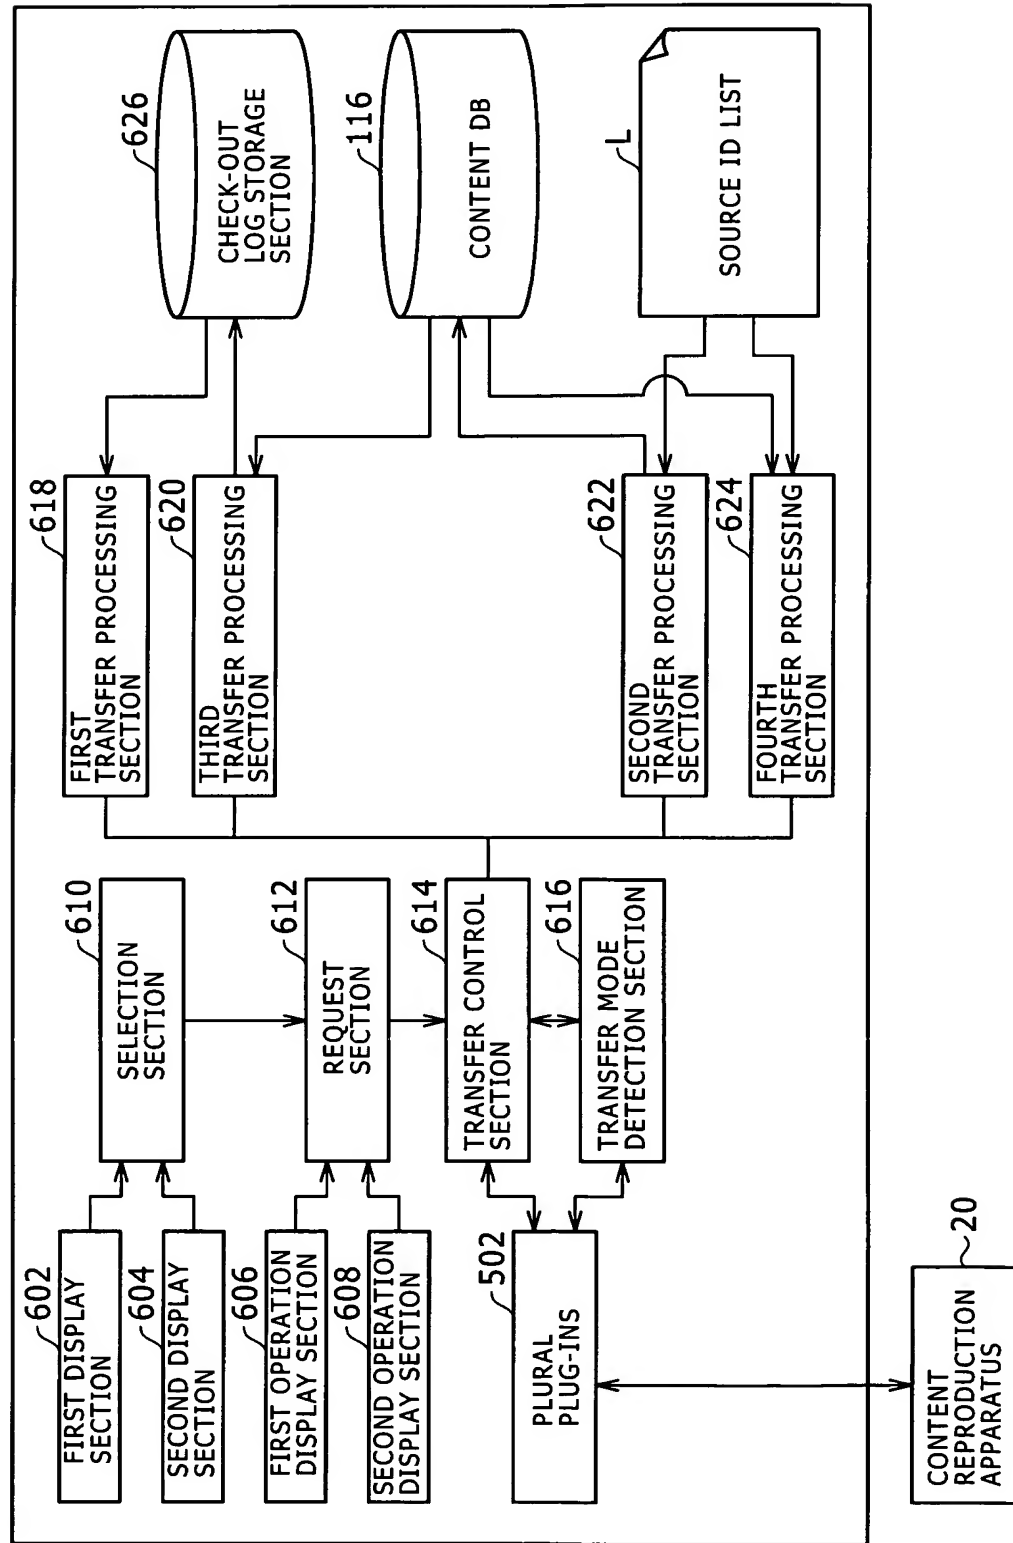 602
FIRST DISPLAY
SECTION
604
SECOND DISPLAY
SECTION
606
FIRST OPERATION
DISPLAY SECTION
608
SECOND OPERATION
DISPLAY SECTION
502
PLURAL
PLUG-INS
20
CONTENT
REPRODUCTION
APPARATUS
610
SELECTION
SECTION
612
REQUEST
SECTION
614
TRANSFER CONTROL
SECTION
616
TRANSFER MODE
DETECTION SECTION
618
FIRST
TRANSFER PROCESSING
SECTION
620
THIRD
TRANSFER PROCESSING
SECTION
622
SECOND
TRANSFER PROCESSING
SECTION
624
FOURTH
TRANSFER PROCESSING
SECTION
626
CHECK-OUT
LOG STORAGE
SECTION
116
CONTENT DB
L
SOURCE ID LIST